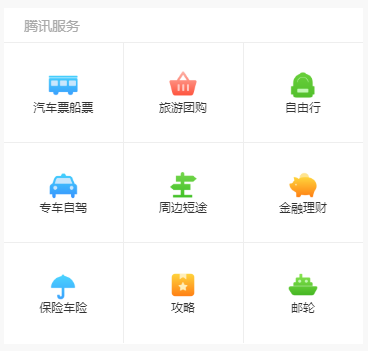 腾讯服务
汽车票船票
旅游团购
自由行
专车自驾
周边短途
金融理财
保险车险
攻略
邮轮